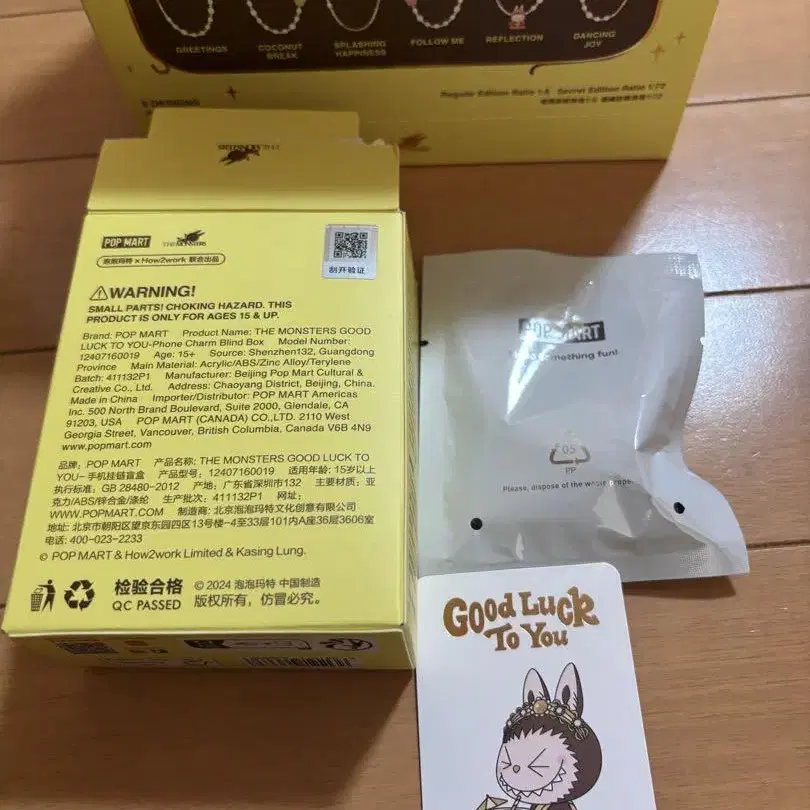 GREETINGS
COCONUT BREAK
SPLASHING HAPPINESS
FOLLOW ME
REFLECTION
DANCING JOY
DESIGNS
Regular Edition Ratio 1:6 Secret Edition Ratio 1:72
POP MART THE MONSTERS
泡泡玛特 × How2work 联合出品
刮开验证
WARNING!
SMALL PARTS! CHOKING HAZARD. THIS
PRODUCT IS ONLY FOR AGES 15 & UP.
Brand: POP MART Product Name: THE MONSTERS GOOD
LUCK TO YOU-Phone Charm Blind Box Model Number:
12407160019 Age: 15+ Source: Shenzhen132, Guangdong
Province Main Material: Acrylic/ABS/Zinc Alloy/Terylene
Batch: 411132P1 Manufacturer: Beijing Pop Mart Cultural &
Creative Co., Ltd. Address: Chaoyang District, Beijing, China.
Made in China Importer/Distributor: POP MART Americas
Inc. 500 North Brand Boulevard, Suite 2000, Glendale, CA
91203, USA POP MART (CANADA) CO.,LTD. 2110 West
Georgia Street, Vancouver, British Columbia, Canada V6B 4N9
www.popmart.com
品牌: POP MART 产品名称: THE MONSTERS GOOD LUCK TO
YOU-手机挂链盲盒 产品型号: 12407160019 适用年龄: 15岁以上
执行标准: GB 28480-2012 产地: 广东省深圳市132 主要材质: 亚
克力/ABS/锌合金/涤纶 生产批次: 411132P1 网址:
WWW.POPMART.COM 制造商: 北京泡泡玛特文化创意有限公司
地址: 北京市朝阳区望京东园四区13号楼-4至33层101内A座36层3606室
电话: 400-023-2233
© POP MART & How2work Limited & Kasing Lung.
检验合格
QC PASSED
© 2024 泡泡玛特 中国制造
版权所有，仿冒必究。
POP MART
something fun!
05
PP
Please, dispose of the waste
GOOD LUCK
TO YOU